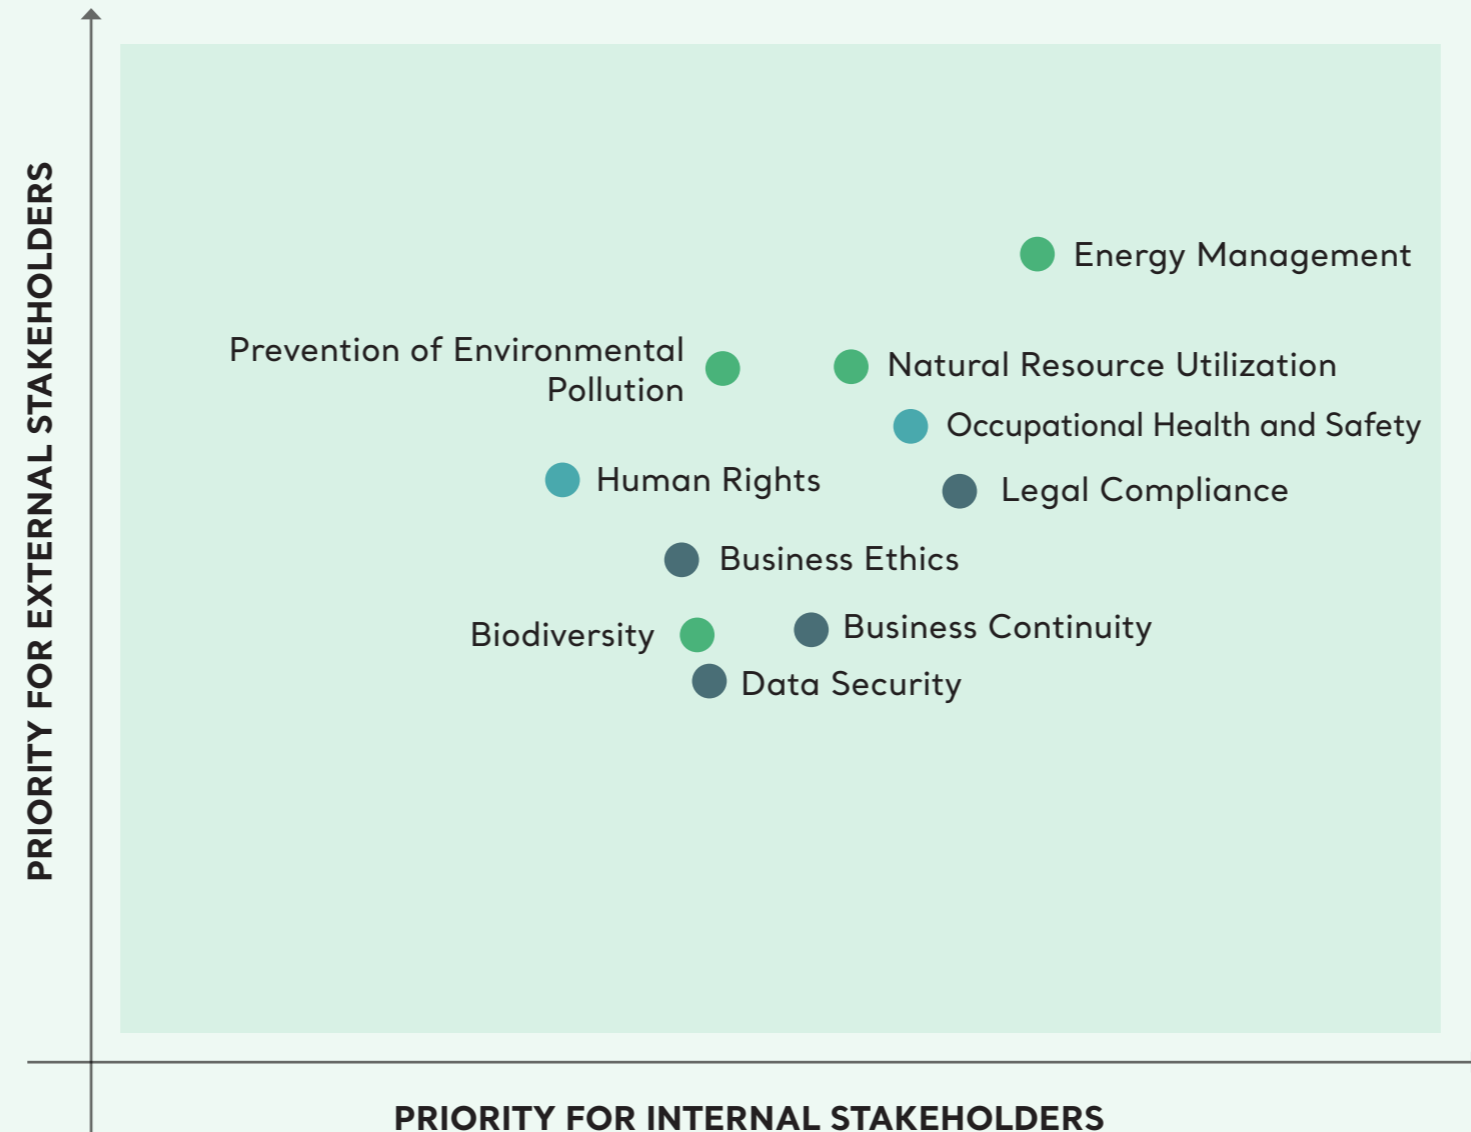 PRIORITY FOR EXTERNAL STAKEHOLDERS
Energy Management
Prevention of Environmental
Pollution
Natural Resource Utilization
Occupational Health and Safety
Human Rights
Legal Compliance
Business Ethics
Biodiversity
Business Continuity
Data Security
PRIORITY FOR INTERNAL STAKEHOLDERS